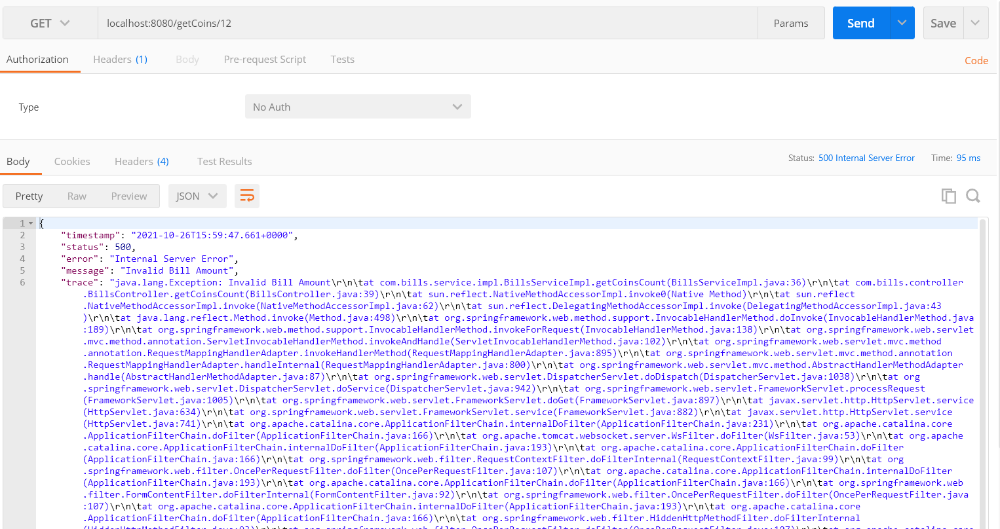 GET localhost:8080/getCoins/12 Params Send Save
Authorization Headers (1) Body Pre-request Script Tests Code
Type No Auth
Body Cookies Headers (4) Test Results Status: 500 Internal Server Error Time: 95 ms
Pretty Raw Preview JSON
1 {
2 "timestamp": "2021-10-26T15:59:47.661+0000",
3 "status": 500,
4 "error": "Internal Server Error",
5 "message": "Invalid Bill Amount",
6 "trace": "java.lang.Exception: Invalid Bill Amount\r\n\tat com.bills.service.impl.BillsServiceImpl.getCoinsCount(BillsServiceImpl.java:36)\r\n\tat com.bills.controller
.BillsController.getCoinsCount(BillsController.java:39)\r\n\tat sun.reflect.NativeMethodAccessorImpl.invoke0(Native Method)\r\n\tat sun.reflect
.NativeMethodAccessorImpl.invoke(NativeMethodAccessorImpl.java:62)\r\n\tat sun.reflect.DelegatingMethodAccessorImpl.invoke(DelegatingMethodAccessorImpl.java:43
)\r\n\tat java.lang.reflect.Method.invoke(Method.java:498)\r\n\tat org.springframework.web.method.support.InvocableHandlerMethod.doInvoke(InvocableHandlerMethod.java
:189)\r\n\tat org.springframework.web.method.support.InvocableHandlerMethod.invokeForRequest(InvocableHandlerMethod.java:138)\r\n\tat org.springframework.web.servlet
.mvc.method.annotation.ServletInvocableHandlerMethod.invokeAndHandle(ServletInvocableHandlerMethod.java:102)\r\n\tat org.springframework.web.servlet.mvc.method
.annotation.RequestMappingHandlerAdapter.invokeHandlerMethod(RequestMappingHandlerAdapter.java:895)\r\n\tat org.springframework.web.servlet.mvc.method.annotation
.RequestMappingHandlerAdapter.handleInternal(RequestMappingHandlerAdapter.java:800)\r\n\tat org.springframework.web.servlet.mvc.method.AbstractHandlerMethodAdapter
.handle(AbstractHandlerMethodAdapter.java:87)\r\n\tat org.springframework.web.servlet.DispatcherServlet.doDispatch(DispatcherServlet.java:1038)\r\n\tat org
.springframework.web.servlet.DispatcherServlet.doService(DispatcherServlet.java:942)\r\n\tat org.springframework.web.servlet.FrameworkServlet.processRequest
(FrameworkServlet.java:1005)\r\n\tat org.springframework.web.servlet.FrameworkServlet.doGet(FrameworkServlet.java:897)\r\n\tat javax.servlet.http.HttpServlet.service
(HttpServlet.java:634)\r\n\tat org.springframework.web.servlet.FrameworkServlet.service(FrameworkServlet.java:882)\r\n\tat javax.servlet.http.HttpServlet.service
(HttpServlet.java:741)\r\n\tat org.apache.catalina.core.ApplicationFilterChain.internalDoFilter(ApplicationFilterChain.java:231)\r\n\tat org.apache.catalina.core
.ApplicationFilterChain.doFilter(ApplicationFilterChain.java:166)\r\n\tat org.apache.tomcat.websocket.server.WsFilter.doFilter(WsFilter.java:53)\r\n\tat org.apache
.catalina.core.ApplicationFilterChain.internalDoFilter(ApplicationFilterChain.java:193)\r\n\tat org.apache.catalina.core.ApplicationFilterChain.doFilter
(ApplicationFilterChain.java:166)\r\n\tat org.springframework.web.filter.RequestContextFilter.doFilterInternal(RequestContextFilter.java:99)\r\n\tat org
.springframework.web.filter.OncePerRequestFilter.doFilter(OncePerRequestFilter.java:107)\r\n\tat org.apache.catalina.core.ApplicationFilterChain.internalDoFilter
(ApplicationFilterChain.java:193)\r\n\tat org.apache.catalina.core.ApplicationFilterChain.doFilter(ApplicationFilterChain.java:166)\r\n\tat org.springframework.web
.filter.FormContentFilter.doFilterInternal(FormContentFilter.java:92)\r\n\tat org.springframework.web.filter.OncePerRequestFilter.doFilter(OncePerRequestFilter.java
:107)\r\n\tat org.apache.catalina.core.ApplicationFilterChain.internalDoFilter(ApplicationFilterChain.java:193)\r\n\tat org.apache.catalina.core
.ApplicationFilterChain.doFilter(ApplicationFilterChain.java:166)\r\n\tat org.springframework.web.filter.HiddenHttpMethodFilter.doFilterInternal